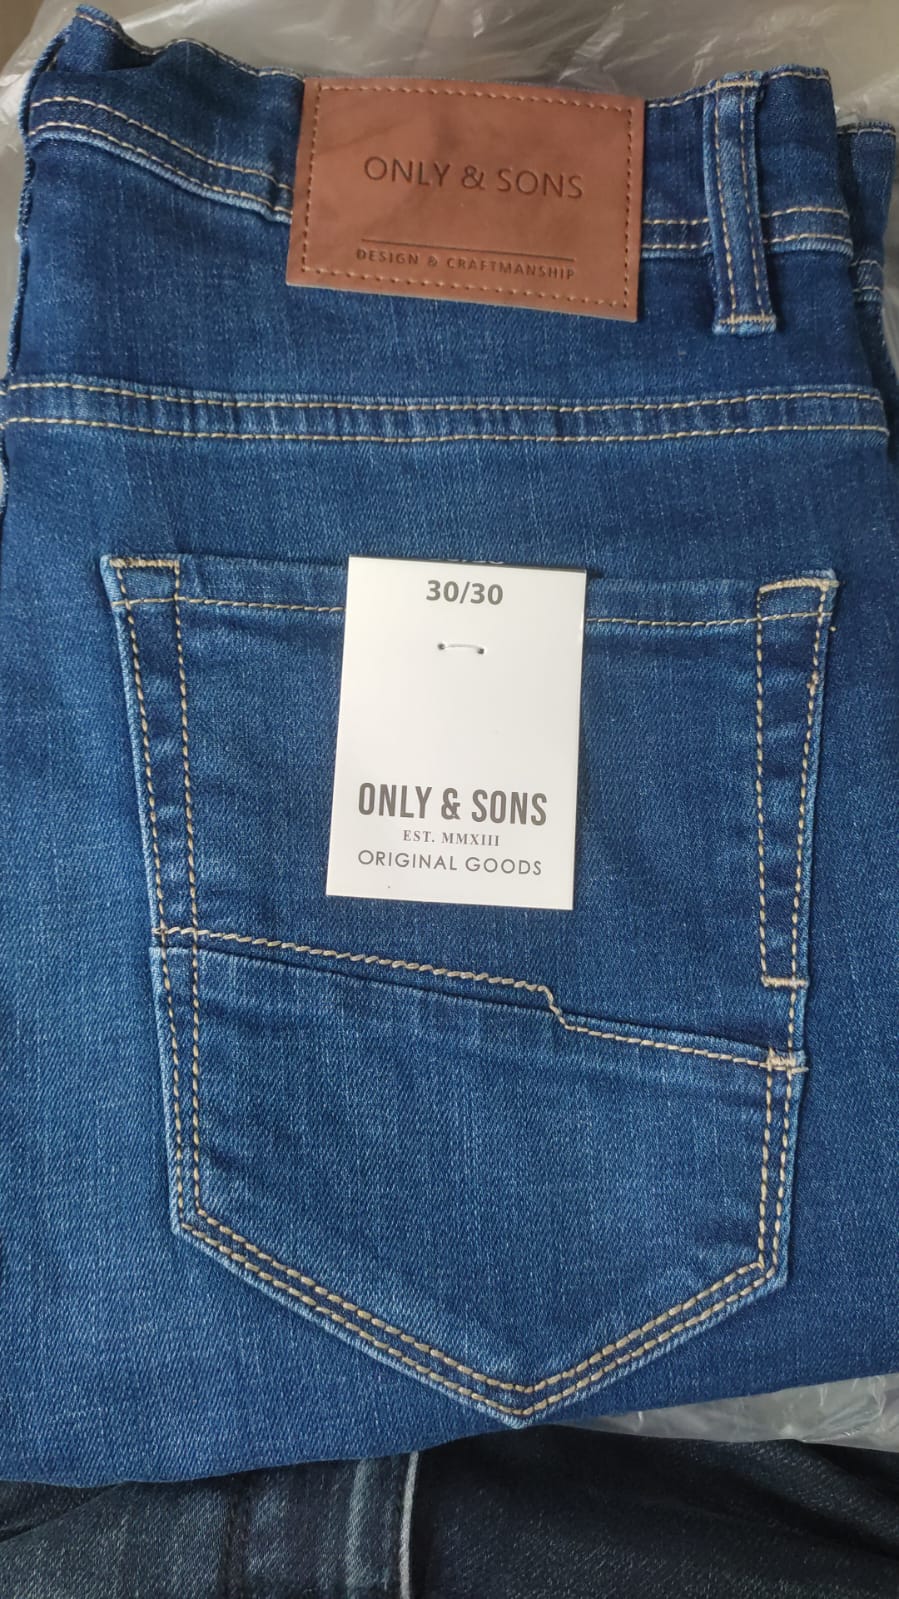 ONLY & SONS
DESIGN & CRAFTMANSHIP
30/30
ONLY & SONS
EST. MMXIII
ORIGINAL GOODS